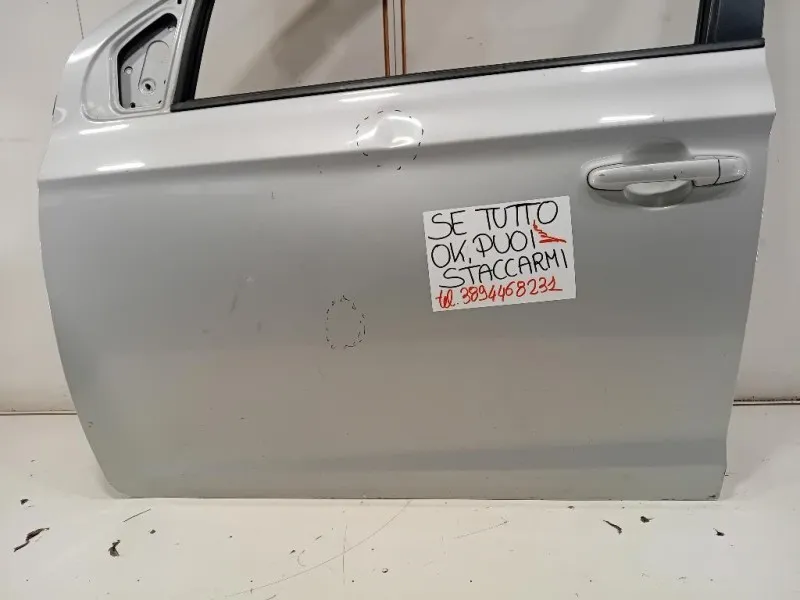 SE TUTTO
OK, PUOI
STACCARMI
tel. 3894468231